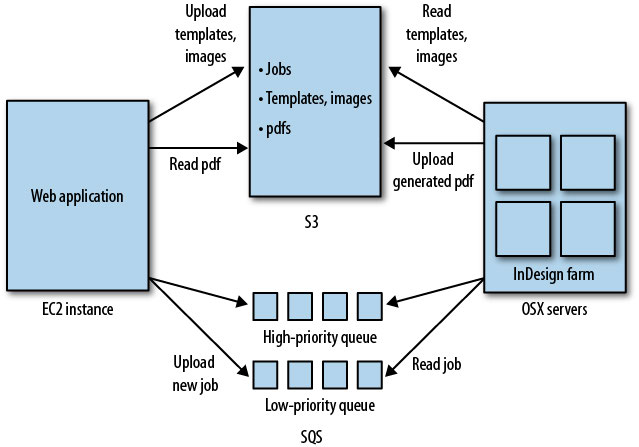 Upload
templates,
images
Read
templates,
images
• Jobs
• Templates, images
• pdfs
Web application
Read pdf
Upload
generated pdf
S3
InDesign farm
EC2 instance
OSX servers
High-priority queue
Upload
new job
Read job
Low-priority queue
SQS